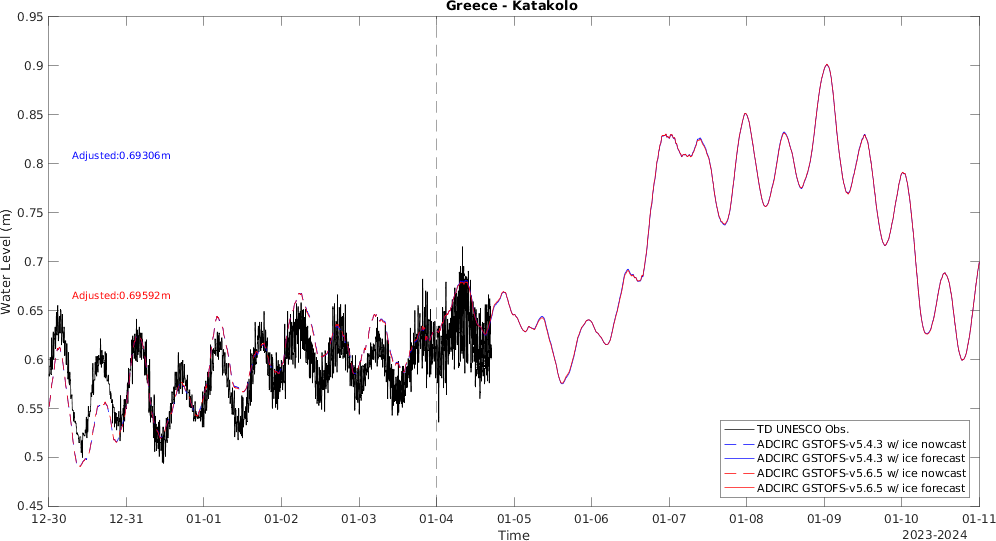 Greece - Katakolo
0.95
0.9
0.85
0.8
0.75
0.7
0.65
0.6
0.55
0.5
0.45
Water Level (m)
Adjusted:0.69306m
Adjusted:0.69592m
TD UNESCO Obs.
ADCIRC GSTOFS-v5.4.3 w/ ice nowcast
ADCIRC GSTOFS-v5.4.3 w/ ice forecast
ADCIRC GSTOFS-v5.6.5 w/ ice nowcast
ADCIRC GSTOFS-v5.6.5 w/ ice forecast
12-30 12-31 01-01 01-02 01-03 01-04 01-05 01-06 01-07 01-08 01-09 01-10 01-11
Time
2023-2024